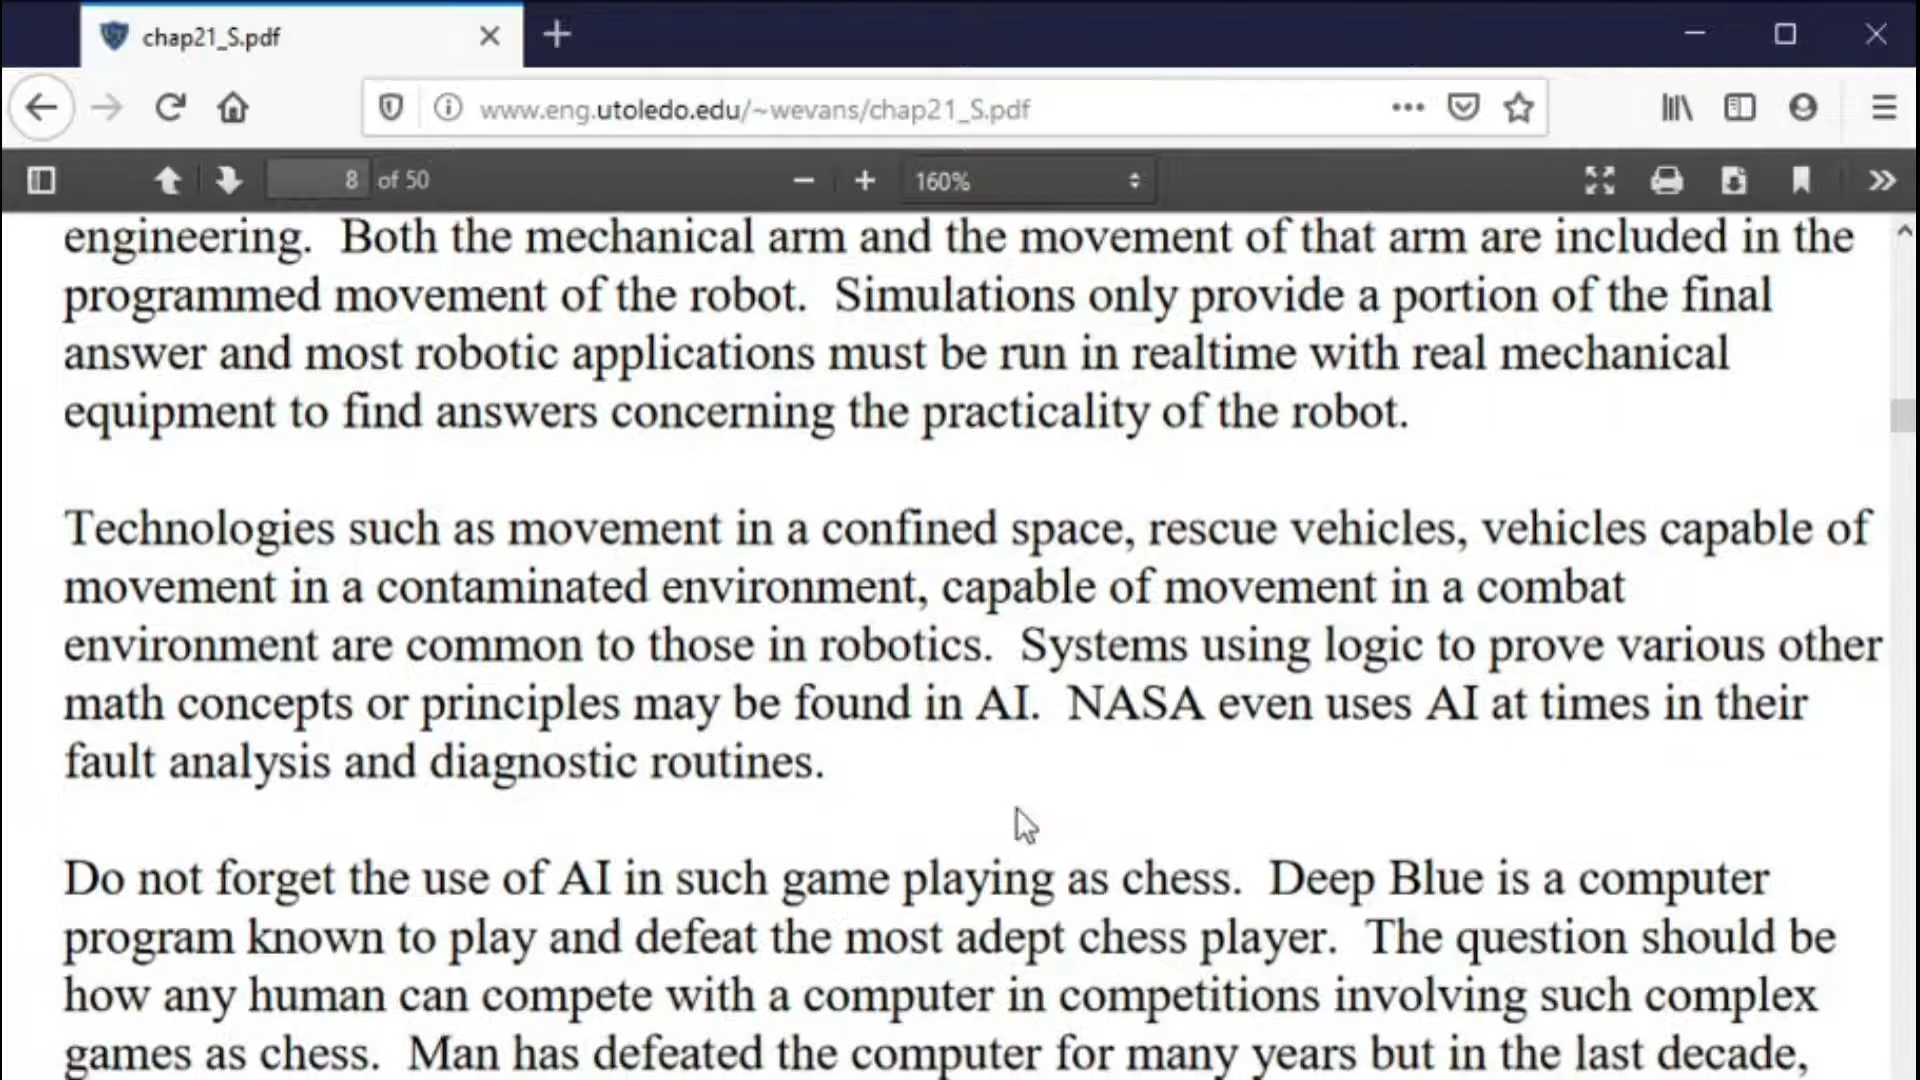 chap21_S.pdf
www.eng.utoledo.edu/~wevans/chap21_S.pdf
8 of 50
160%
engineering. Both the mechanical arm and the movement of that arm are included in the
programmed movement of the robot. Simulations only provide a portion of the final
answer and most robotic applications must be run in realtime with real mechanical
equipment to find answers concerning the practicality of the robot.
Technologies such as movement in a confined space, rescue vehicles, vehicles capable of
movement in a contaminated environment, capable of movement in a combat
environment are common to those in robotics. Systems using logic to prove various other
math concepts or principles may be found in AI. NASA even uses AI at times in their
fault analysis and diagnostic routines.
Do not forget the use of AI in such game playing as chess. Deep Blue is a computer
program known to play and defeat the most adept chess player. The question should be
how any human can compete with a computer in competitions involving such complex
games as chess. Man has defeated the computer for many years but in the last decade,